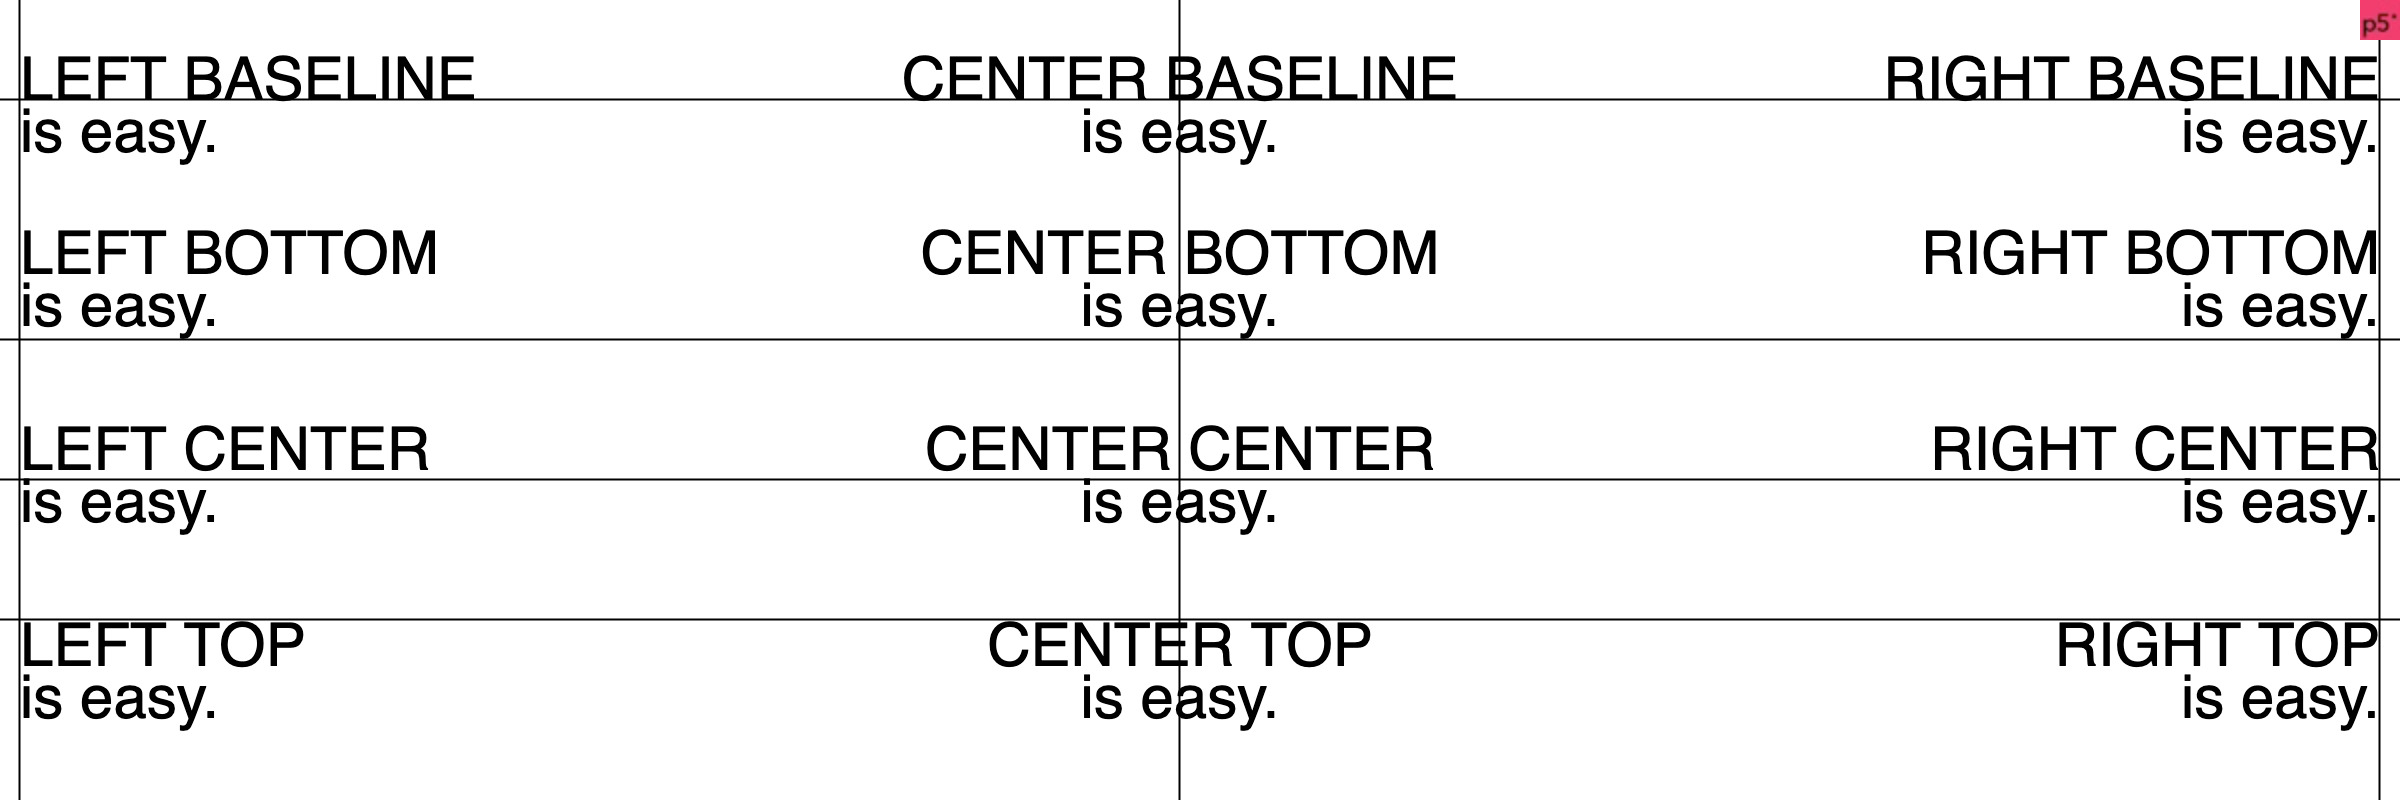 p5*
LEFT BASELINE
is easy.
CENTER BASELINE
is easy.
RIGHT BASELINE
is easy.
LEFT BOTTOM
is easy.
CENTER BOTTOM
is easy.
RIGHT BOTTOM
is easy.
LEFT CENTER
is easy.
CENTER CENTER
is easy.
RIGHT CENTER
is easy.
LEFT TOP
is easy.
CENTER TOP
is easy.
RIGHT TOP
is easy.